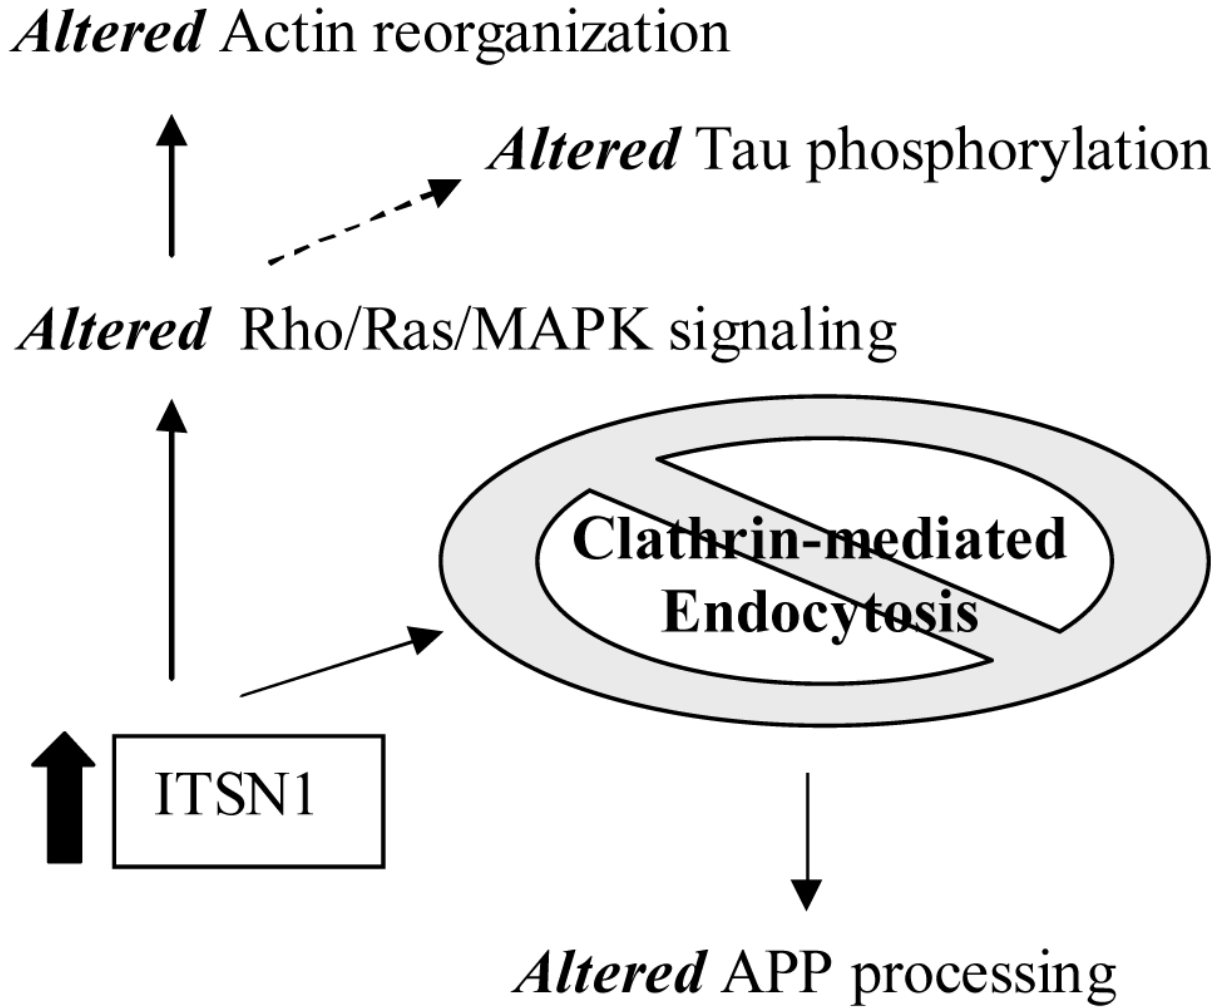 Altered Actin reorganization
Altered Tau phosphorylation
Altered Rho/Ras/MAPK signaling
Clathrin-mediated
Endocytosis
ITSN1
Altered APP processing